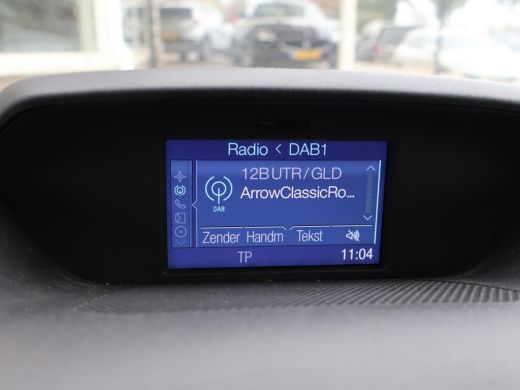 Radio < DAB1
12B UTR/GLD
ArrowClassicRo...
DAB
Zender Handm Tekst
TP 11:04